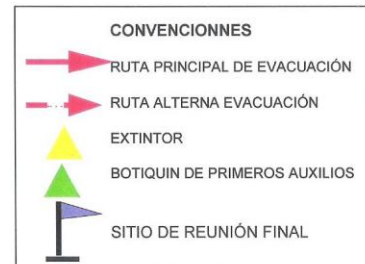 CONVENCIONNES
RUTA PRINCIPAL DE EVACUACIÓN
RUTA ALTERNA EVACUACIÓN
EXTINTOR
BOTIQUIN DE PRIMEROS AUXILIOS
SITIO DE REUNIÓN FINAL